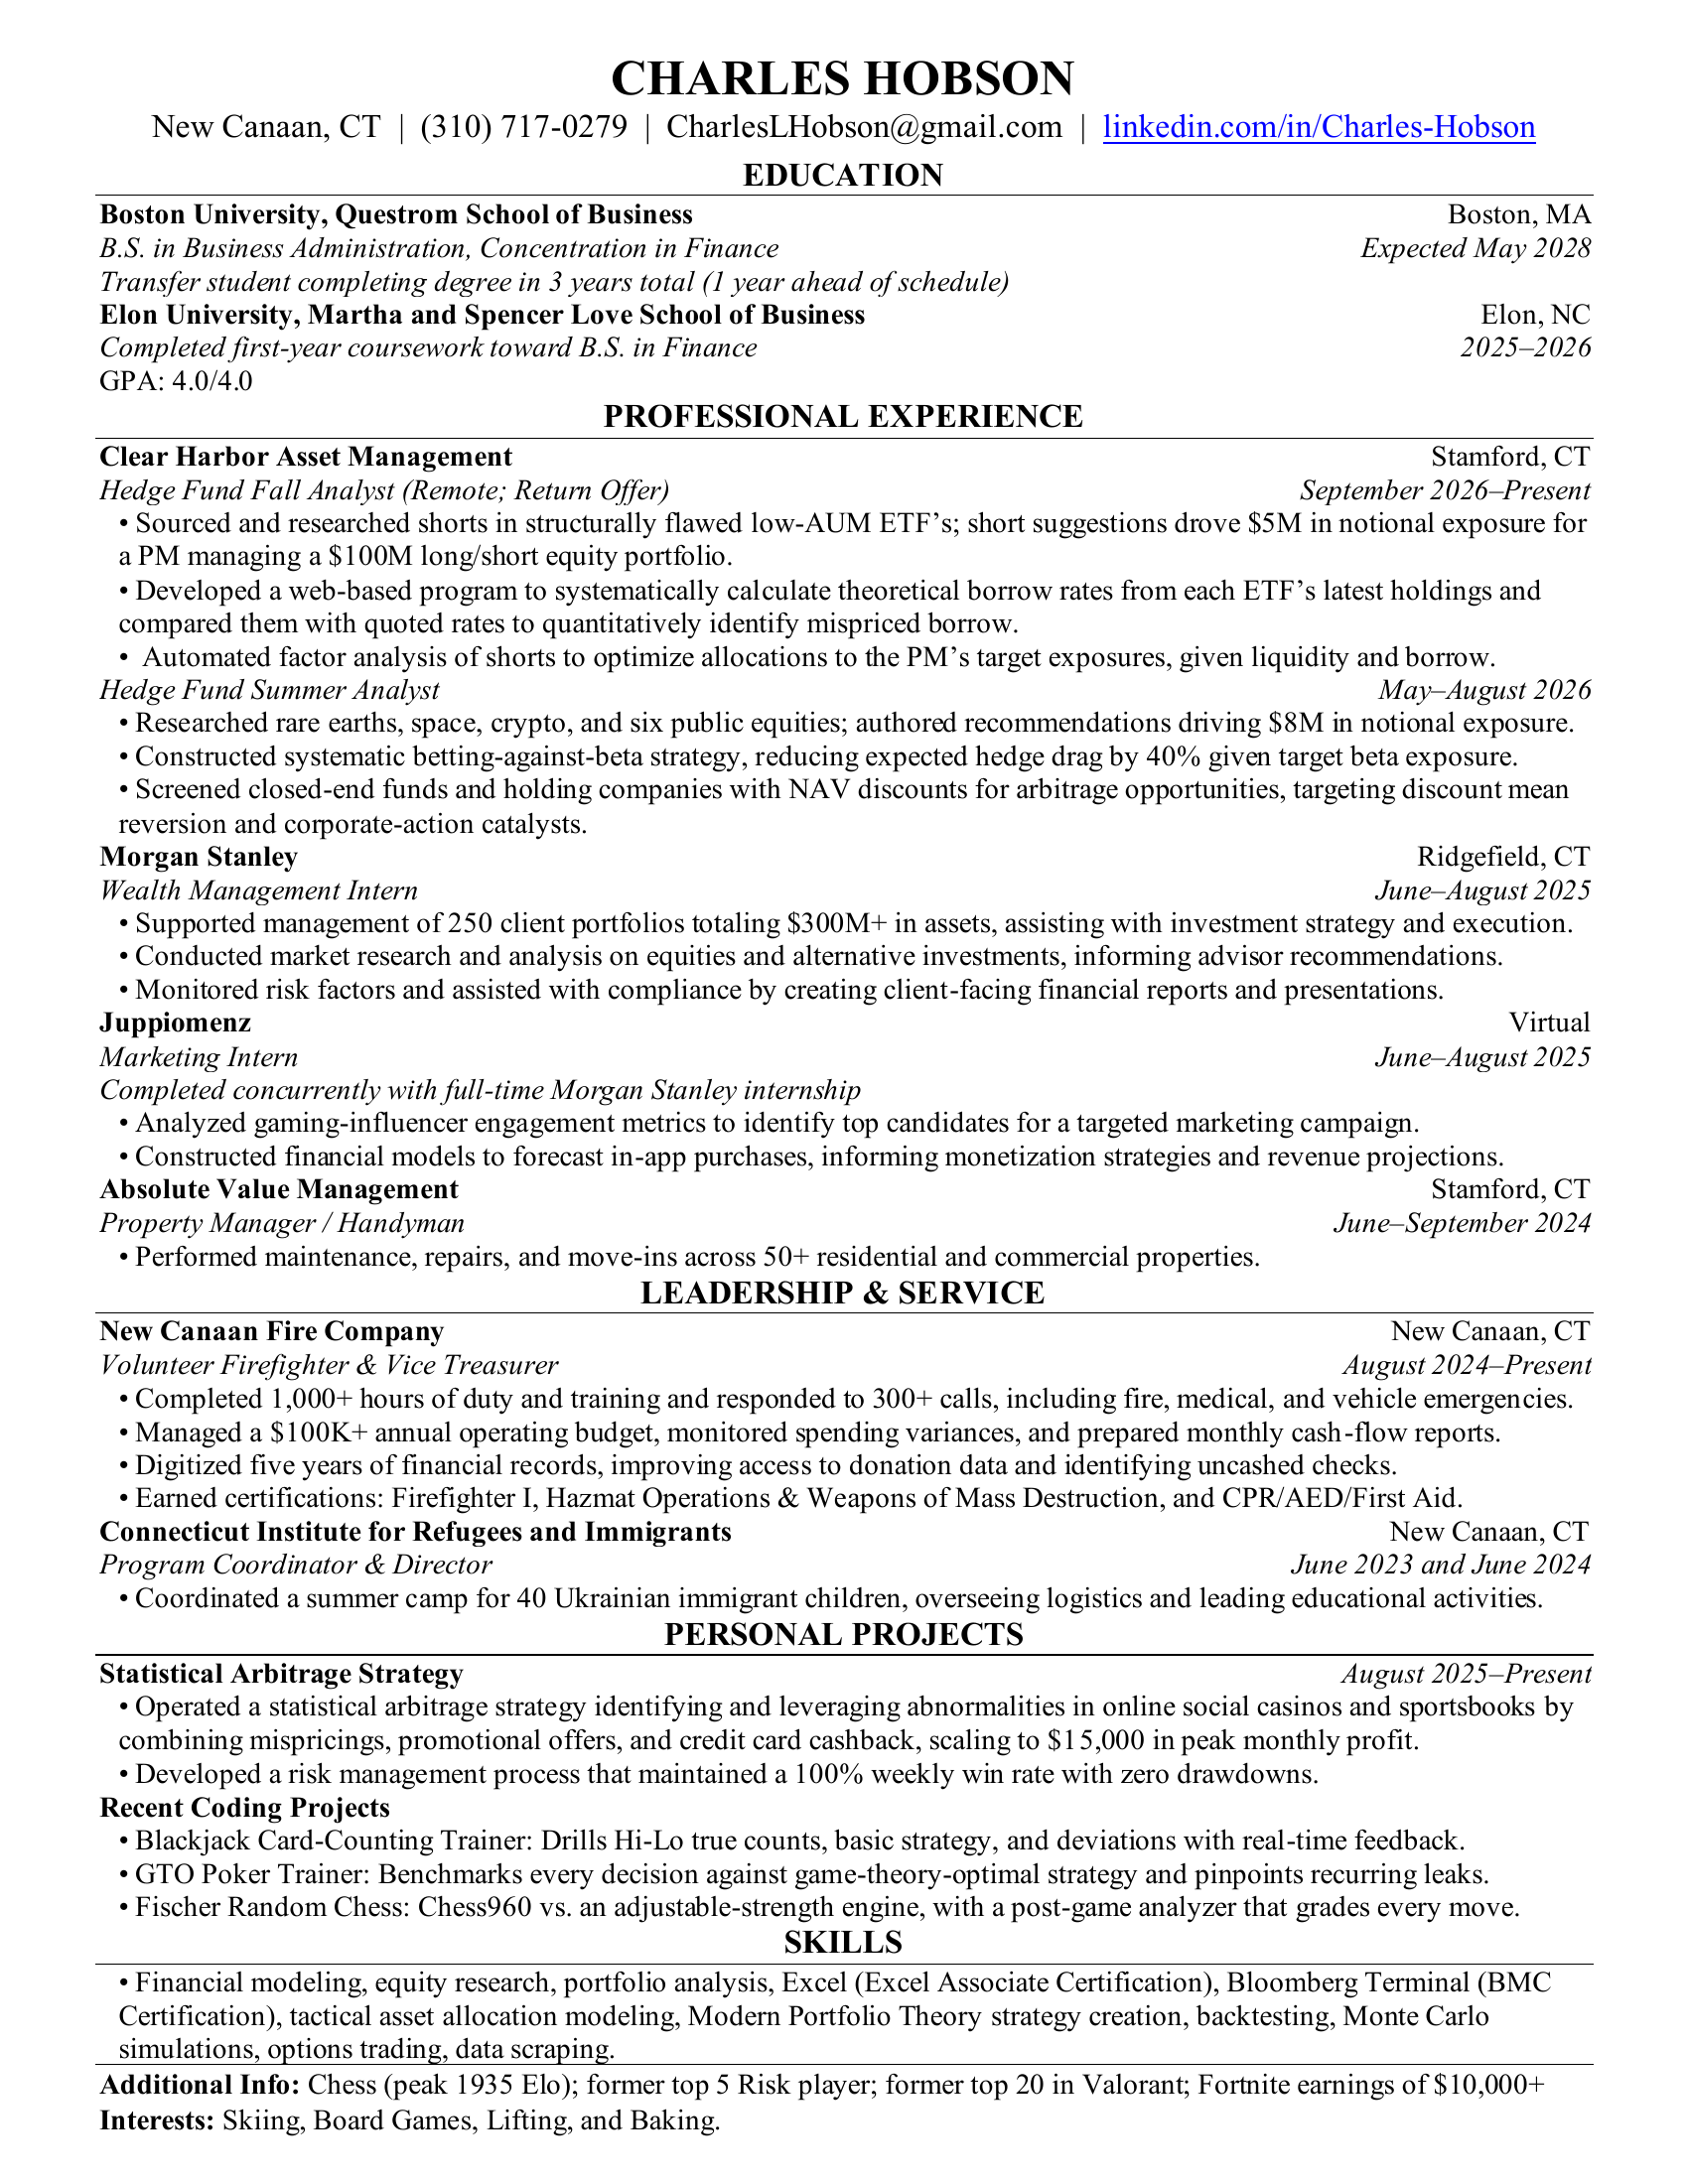 CHARLES HOBSON
New Canaan, CT | (310) 717-0279 | CharlesLHobson@gmail.com | linkedin.com/in/Charles-Hobson
EDUCATION
Boston University, Questrom School of Business Boston, MA
B.S. in Business Administration, Concentration in Finance Expected May 2028
Transfer student completing degree in 3 years total (1 year ahead of schedule)
Elon University, Martha and Spencer Love School of Business Elon, NC
Completed first-year coursework toward B.S. in Finance 2025–2026
GPA: 4.0/4.0
PROFESSIONAL EXPERIENCE
Clear Harbor Asset Management Stamford, CT
Hedge Fund Fall Analyst (Remote; Return Offer) September 2026–Present
• Sourced and researched shorts in structurally flawed low-AUM ETF’s; short suggestions drove $5M in notional exposure for
a PM managing a $100M long/short equity portfolio.
• Developed a web-based program to systematically calculate theoretical borrow rates from each ETF’s latest holdings and
compared them with quoted rates to quantitatively identify mispriced borrow.
• Automated factor analysis of shorts to optimize allocations to the PM’s target exposures, given liquidity and borrow.
Hedge Fund Summer Analyst May–August 2026
• Researched rare earths, space, crypto, and six public equities; authored recommendations driving $8M in notional exposure.
• Constructed systematic betting-against-beta strategy, reducing expected hedge drag by 40% given target beta exposure.
• Screened closed-end funds and holding companies with NAV discounts for arbitrage opportunities, targeting discount mean
reversion and corporate-action catalysts.
Morgan Stanley Ridgefield, CT
Wealth Management Intern June–August 2025
• Supported management of 250 client portfolios totaling $300M+ in assets, assisting with investment strategy and execution.
• Conducted market research and analysis on equities and alternative investments, informing advisor recommendations.
• Monitored risk factors and assisted with compliance by creating client-facing financial reports and presentations.
Juppiomenz Virtual
Marketing Intern June–August 2025
Completed concurrently with full-time Morgan Stanley internship
• Analyzed gaming-influencer engagement metrics to identify top candidates for a targeted marketing campaign.
• Constructed financial models to forecast in-app purchases, informing monetization strategies and revenue projections.
Absolute Value Management Stamford, CT
Property Manager / Handyman June–September 2024
• Performed maintenance, repairs, and move-ins across 50+ residential and commercial properties.
LEADERSHIP & SERVICE
New Canaan Fire Company New Canaan, CT
Volunteer Firefighter & Vice Treasurer August 2024–Present
• Completed 1,000+ hours of duty and training and responded to 300+ calls, including fire, medical, and vehicle emergencies.
• Managed a $100K+ annual operating budget, monitored spending variances, and prepared monthly cash-flow reports.
• Digitized five years of financial records, improving access to donation data and identifying uncashed checks.
• Earned certifications: Firefighter I, Hazmat Operations & Weapons of Mass Destruction, and CPR/AED/First Aid.
Connecticut Institute for Refugees and Immigrants New Canaan, CT
Program Coordinator & Director June 2023 and June 2024
• Coordinated a summer camp for 40 Ukrainian immigrant children, overseeing logistics and leading educational activities.
PERSONAL PROJECTS
Statistical Arbitrage Strategy August 2025–Present
• Operated a statistical arbitrage strategy identifying and leveraging abnormalities in online social casinos and sportsbooks by
combining mispricings, promotional offers, and credit card cashback, scaling to $15,000 in peak monthly profit.
• Developed a risk management process that maintained a 100% weekly win rate with zero drawdowns.
Recent Coding Projects
• Blackjack Card-Counting Trainer: Drills Hi-Lo true counts, basic strategy, and deviations with real-time feedback.
• GTO Poker Trainer: Benchmarks every decision against game-theory-optimal strategy and pinpoints recurring leaks.
• Fischer Random Chess: Chess960 vs. an adjustable-strength engine, with a post-game analyzer that grades every move.
SKILLS
• Financial modeling, equity research, portfolio analysis, Excel (Excel Associate Certification), Bloomberg Terminal (BMC
Certification), tactical asset allocation modeling, Modern Portfolio Theory strategy creation, backtesting, Monte Carlo
simulations, options trading, data scraping.
Additional Info: Chess (peak 1935 Elo); former top 5 Risk player; former top 20 in Valorant; Fortnite earnings of $10,000+
Interests: Skiing, Board Games, Lifting, and Baking.